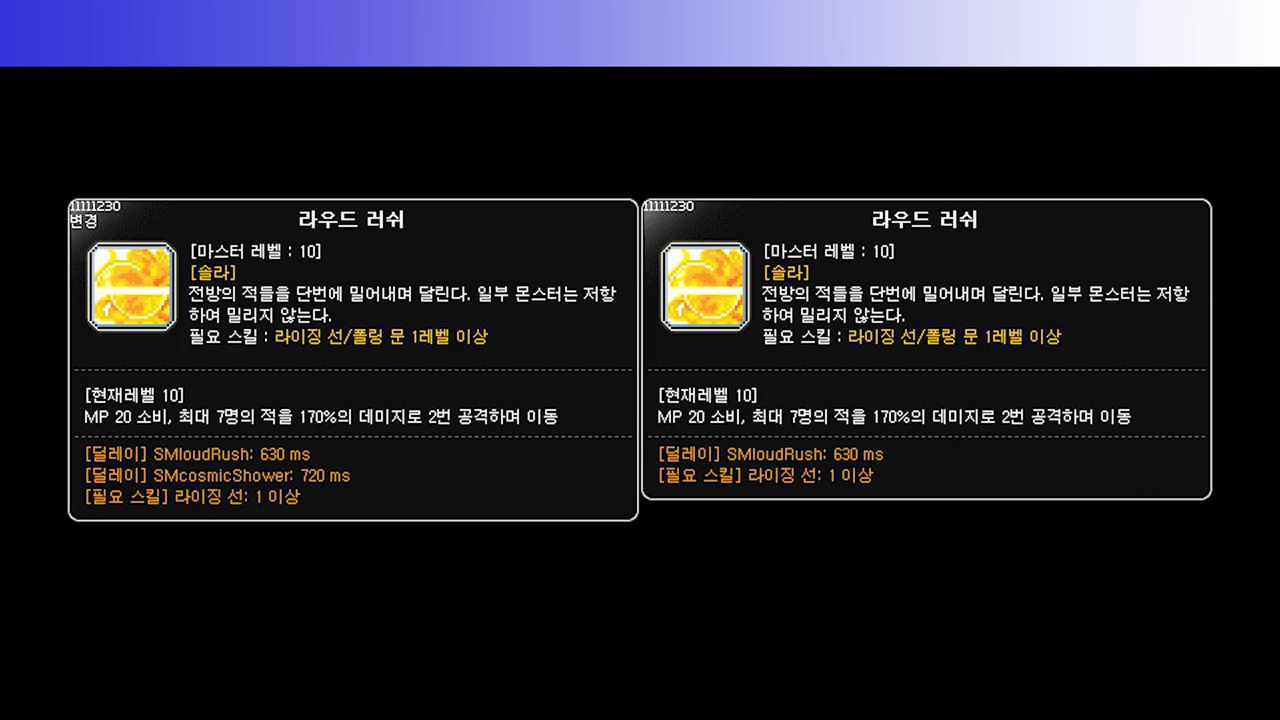 11111230
변경
라우드 러쉬
[마스터 레벨 : 10]
[솔라]
전방의 적들을 단번에 밀어내며 달린다. 일부 몬스터는 저항
하여 밀리지 않는다.
필요 스킬 : 라이징 선/폴링 문 1레벨 이상
[현재레벨 10]
MP 20 소비, 최대 7명의 적을 170%의 데미지로 2번 공격하며 이동
[딜레이] SMloudRush: 630 ms
[딜레이] SMcosmicShower: 720 ms
[필요 스킬] 라이징 선: 1 이상
11111230
라우드 러쉬
[마스터 레벨 : 10]
[솔라]
전방의 적들을 단번에 밀어내며 달린다. 일부 몬스터는 저항
하여 밀리지 않는다.
필요 스킬 : 라이징 선/폴링 문 1레벨 이상
[현재레벨 10]
MP 20 소비, 최대 7명의 적을 170%의 데미지로 2번 공격하며 이동
[딜레이] SMloudRush: 630 ms
[필요 스킬] 라이징 선: 1 이상